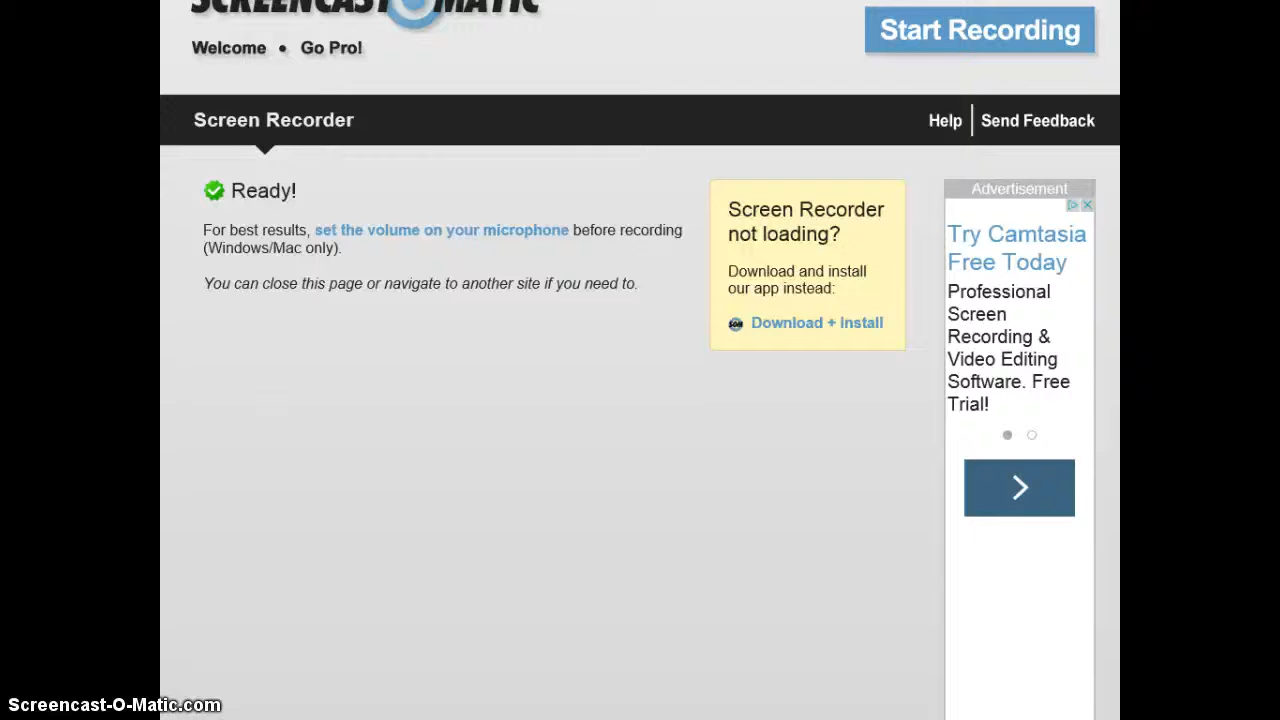 SCREENCAST-O-MATIC
Welcome • Go Pro!
Start Recording
Screen Recorder
Help
Send Feedback
Ready!
For best results, set the volume on your microphone before recording
(Windows/Mac only).
You can close this page or navigate to another site if you need to.
Screen Recorder
not loading?
Download and install
our app instead:
SOM
Download + Install
Advertisement
Try Camtasia
Free Today
Professional
Screen
Recording &
Video Editing
Software. Free
Trial!
Screencast-O-Matic.com